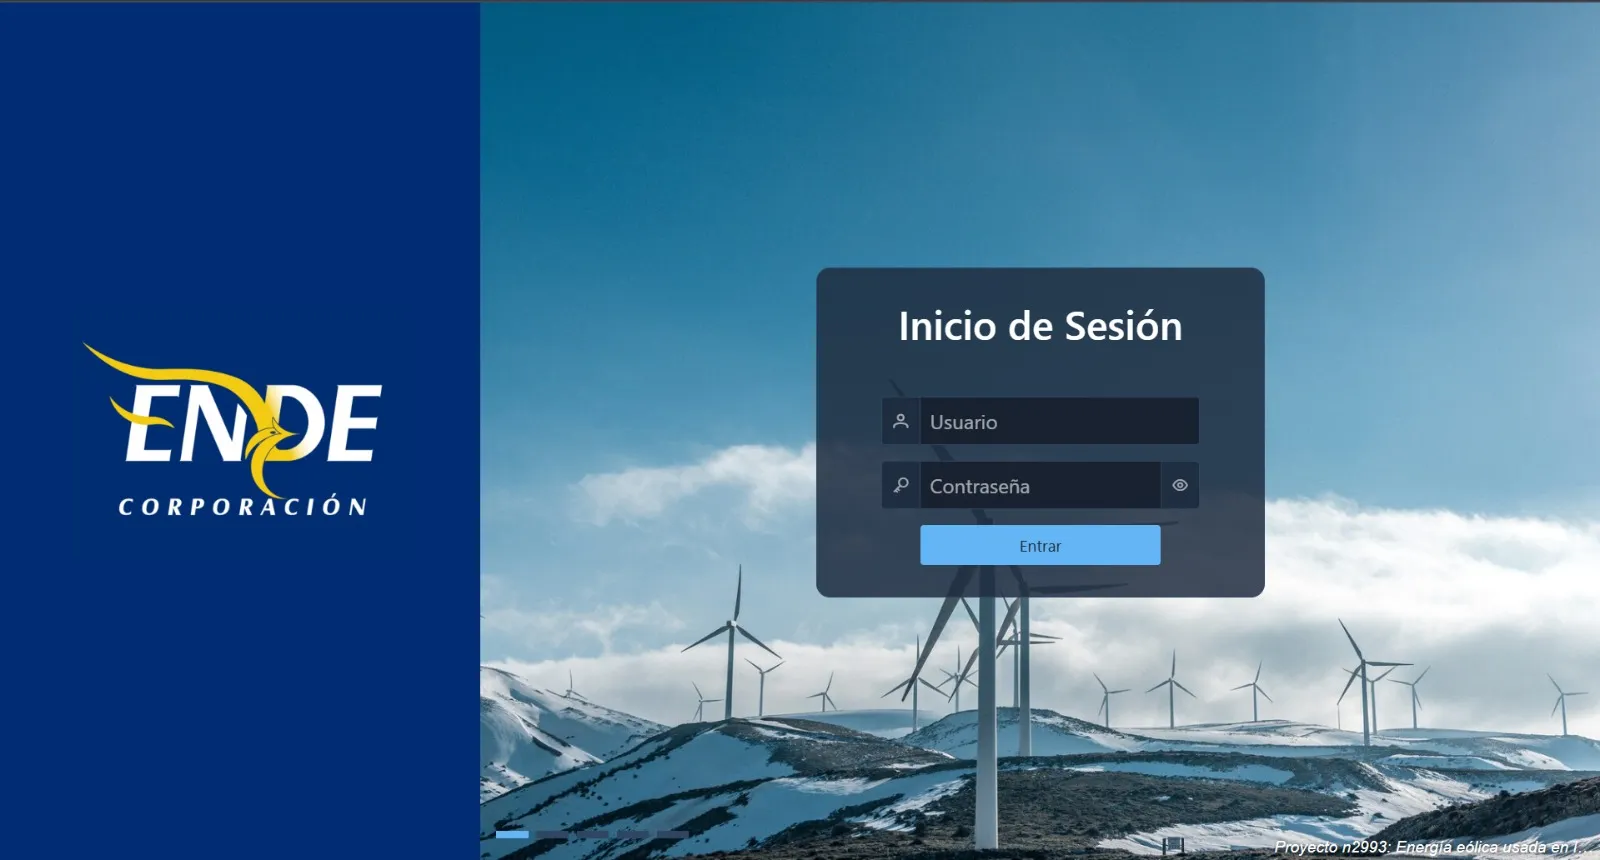 ENDE
CORPORACIÓN
Inicio de Sesión
Usuario
Contraseña
Entrar
Proyecto n2993: Energía eólica usada en l...